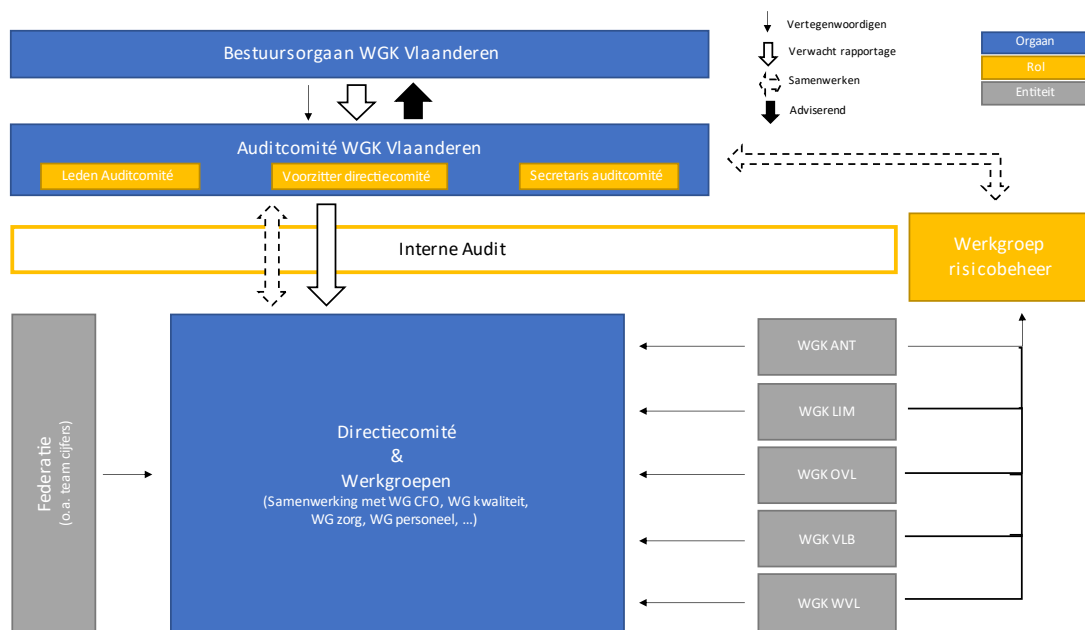 Bestuursorgaan WGK Vlaanderen
Vertegenwoordigen
Verwacht rapportage
Samenwerken
Adviserend
Orgaan
Rol
Entiteit
Auditcomité WGK Vlaanderen
Leden Auditcomité
Voorzitter directiecomité
Secretaris auditcomité
Interne Audit
Werkgroep
risicobeheer
Federatie
(o.a. team cijfers)
Directiecomité
&
Werkgroepen
(Samenwerking met WG CFO, WG kwaliteit,
WG zorg, WG personeel, ...)
WGK ANT
WGK LIM
WGK OVL
WGK VLB
WGK WVL